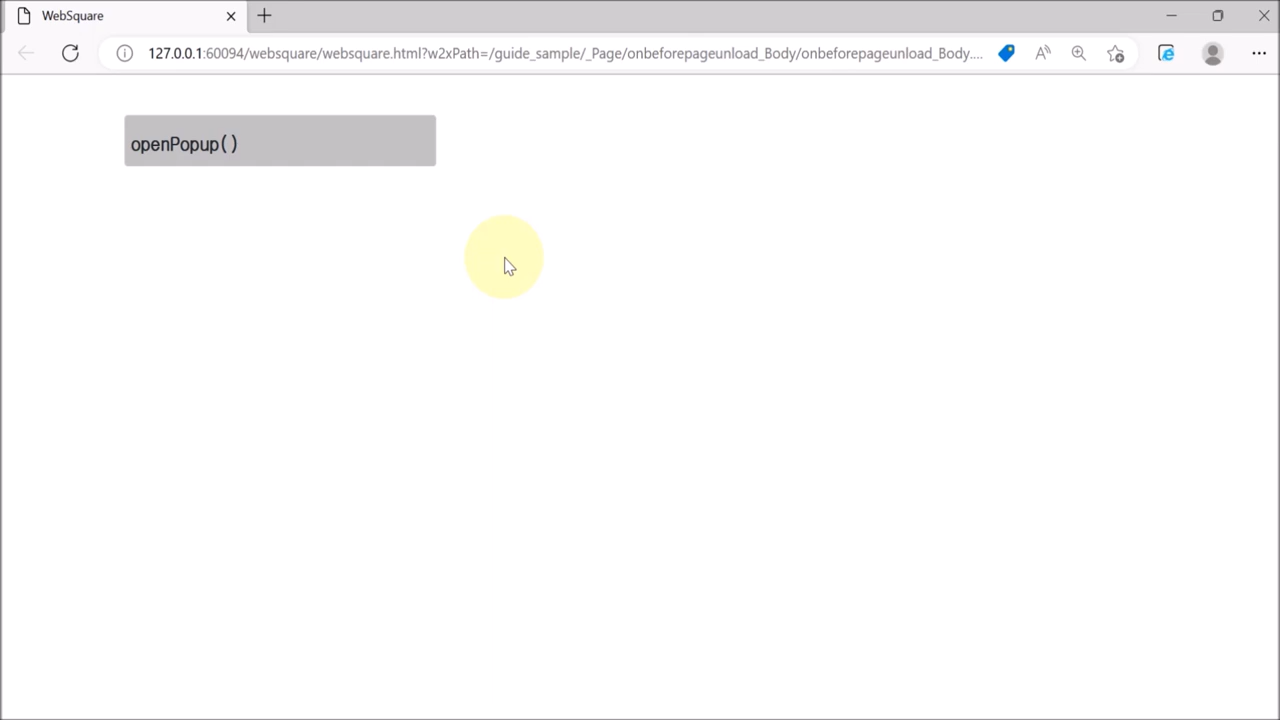 WebSquare
127.0.0.1:60094/websquare/websquare.html?w2xPath=/guide_sample/_Page/onbeforepageunload_Body/onbeforepageunload_Body....
openPopup()